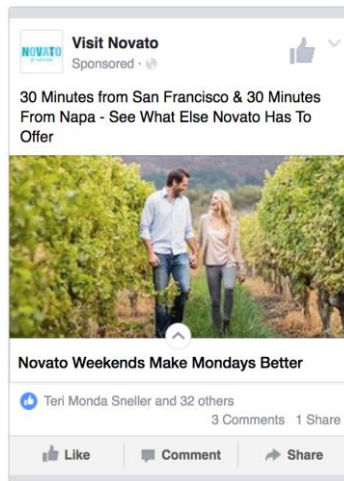 NOVATO
Visit Novato
Sponsored ·
30 Minutes from San Francisco & 30 Minutes
From Napa - See What Else Novato Has To
Offer
Novato Weekends Make Mondays Better
Teri Monda Sneller and 32 others
3 Comments 1 Share
Like Comment Share